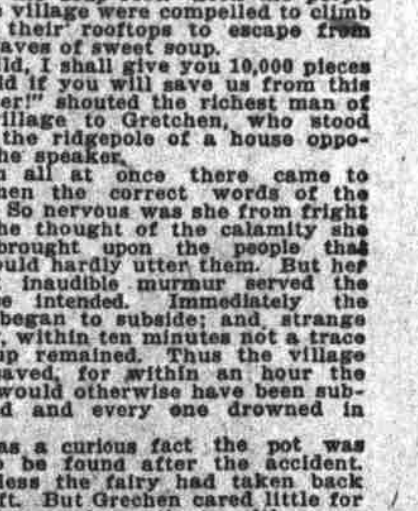 village were compelled to climb
their rooftops to escape from
aves of sweet soup.
ld, I shall give you 10,000 pieces
ld if you will save us from this
er!" shouted the richest man of
illage to Gretchen, who stood
the ridgepole of a house oppo-
he speaker.
all at once there came to
hen the correct words of the
So nervous was she from fright
he thought of the calamity she
brought upon the people that
ould hardly utter them. But her
inaudible murmur served the
e intended. Immediately the
began to subside; and, strange
, within ten minutes not a trace
up remained. Thus the village
saved, for within an hour the
would otherwise have been sub-
d and every one drowned in
as a curious fact the pot was
be found after the accident.
less the fairy had taken back
ft. But Grechen cared little for